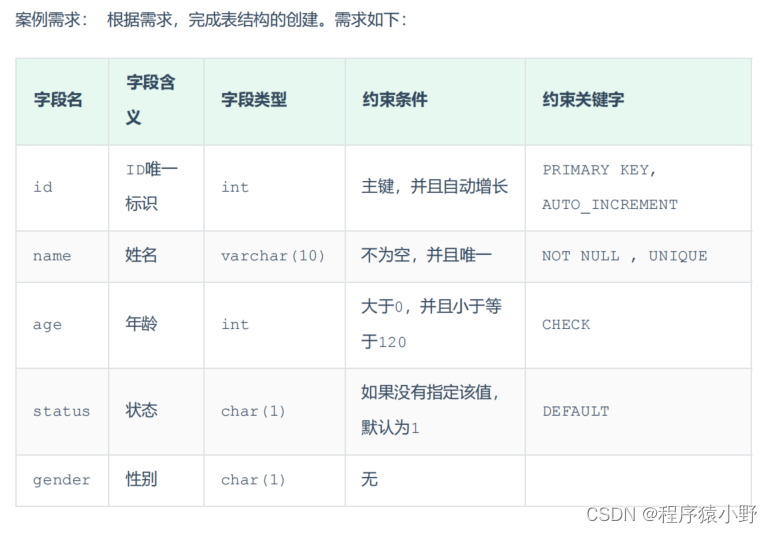 案例需求: 根据需求，完成表结构的创建。需求如下:
字段名 字段含义 字段类型 约束条件 约束关键字
id ID唯一标识 int 主键，并且自动增长 PRIMARY KEY, AUTO_INCREMENT
name 姓名 varchar(10) 不为空，并且唯一 NOT NULL , UNIQUE
age 年龄 int 大于0，并且小于等于120 CHECK
status 状态 char(1) 如果没有指定该值，默认为1 DEFAULT
gender 性别 char(1) 无
CSDN @程序猿小野